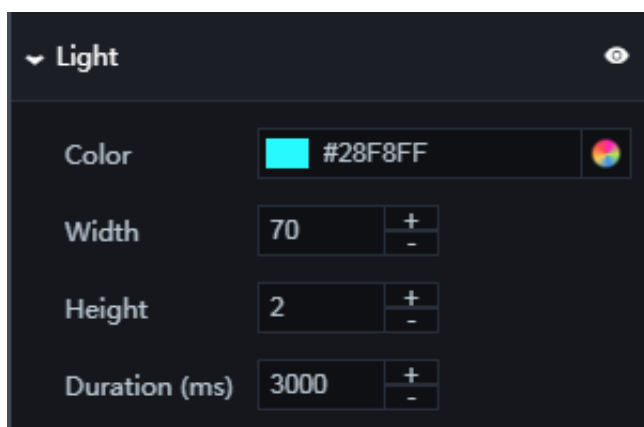 Light
Color #28F8FF
Width 70 + -
Height 2 + -
Duration (ms) 3000 + -